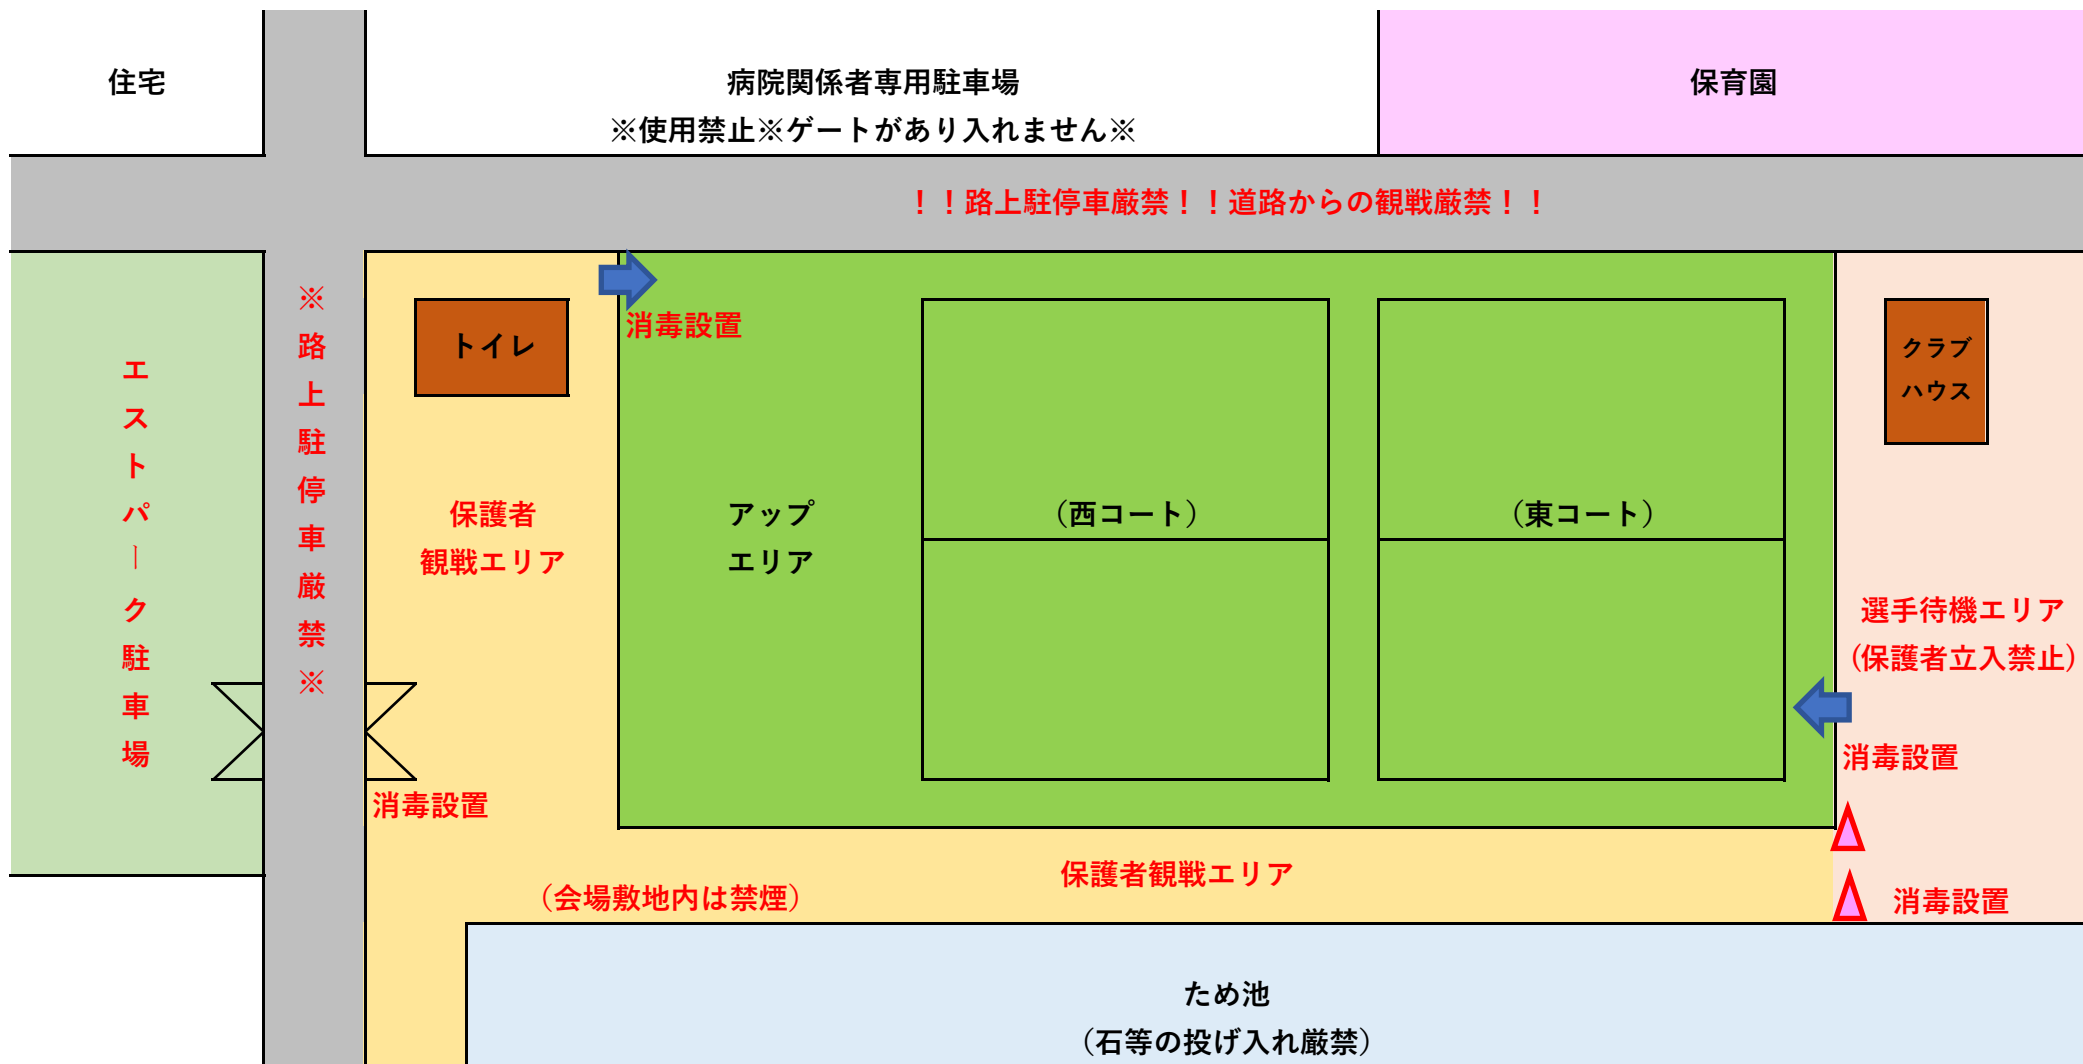 住宅
病院関係者専用駐車場
※使用禁止※ゲートがあり入れません※
保育園
！！路上駐停車厳禁！！道路からの観戦厳禁！！
エストパーク駐車場
※路上駐停車厳禁※
トイレ
消毒設置
クラブ
ハウス
保護者
観戦エリア
アップ
エリア
（西コート）
（東コート）
選手待機エリア
（保護者立入禁止）
消毒設置
消毒設置
保護者観戦エリア
（会場敷地内は禁煙）
消毒設置
ため池
（石等の投げ入れ厳禁）